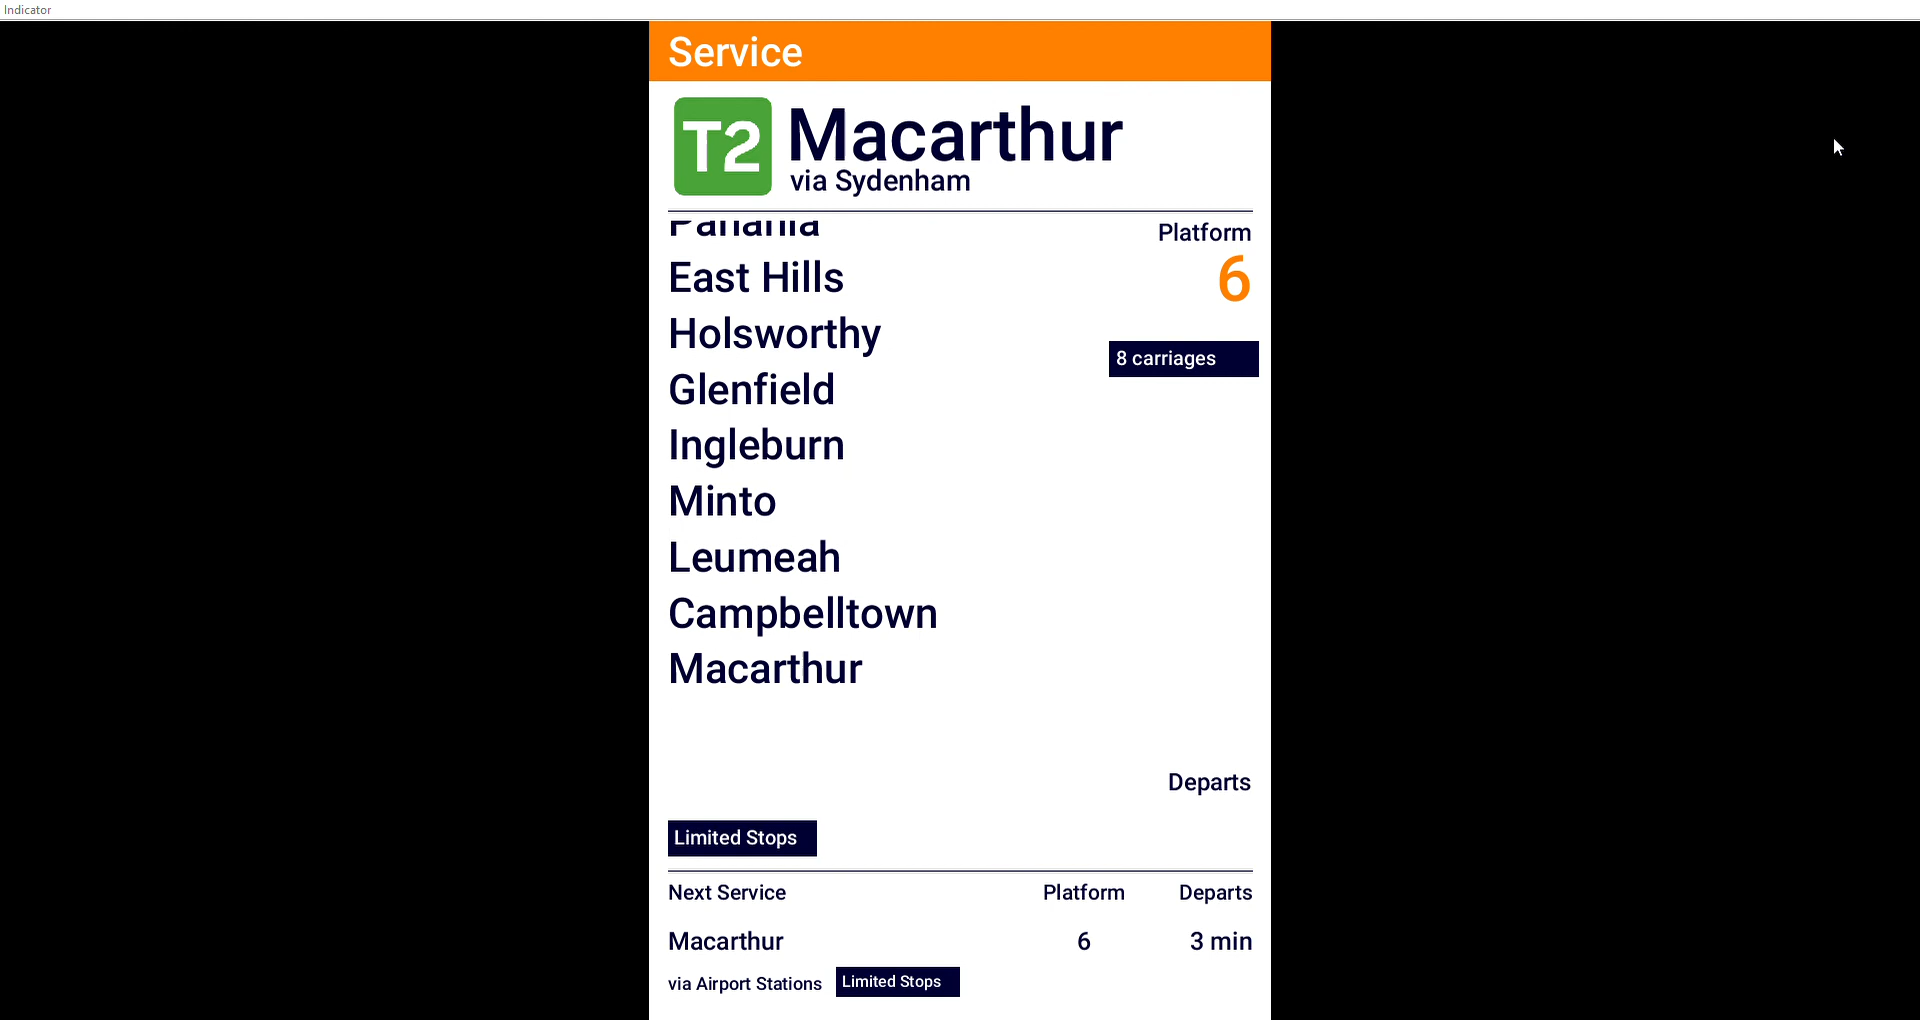 Indicator
Service
T2 Macarthur
via Sydenham
Panania
Platform
East Hills
6
Holsworthy
8 carriages
Glenfield
Ingleburn
Minto
Leumeah
Campbelltown
Macarthur
Departs
Limited Stops
Next Service Platform Departs
Macarthur 6 3 min
via Airport Stations Limited Stops